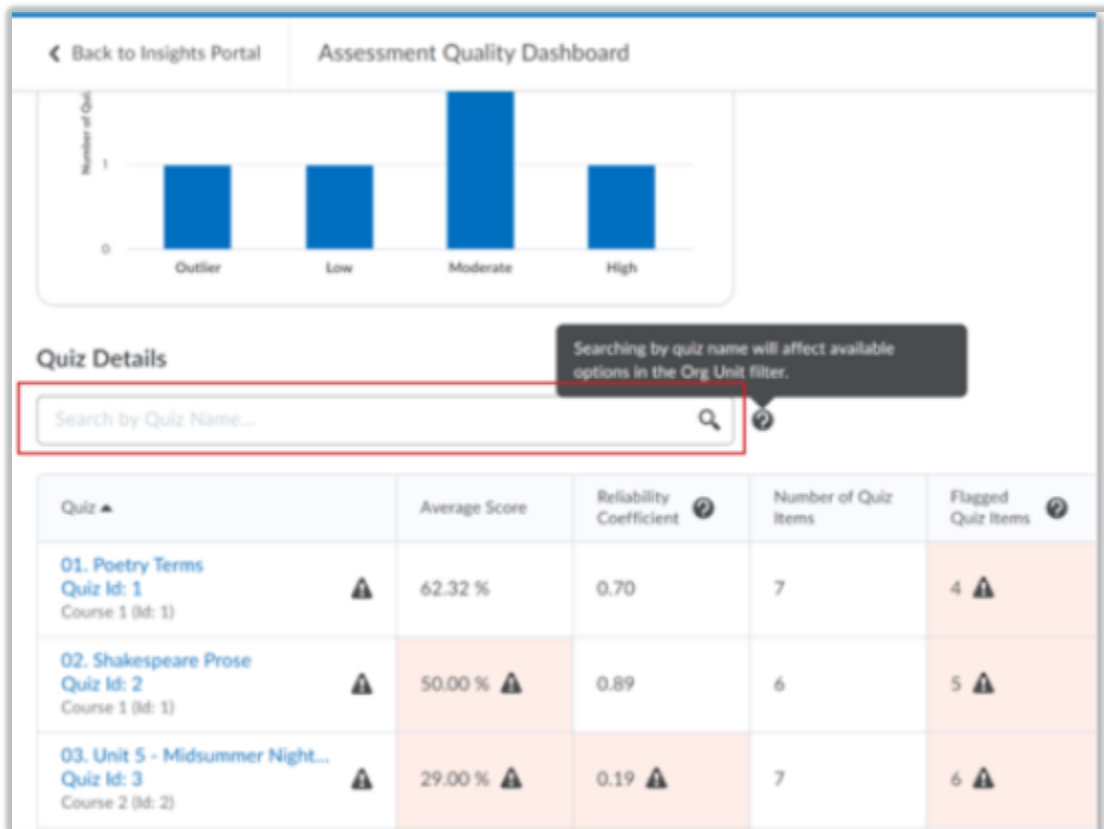 Back to Insights Portal
Assessment Quality Dashboard
Number of Qui
1
0
Outlier
Low
Moderate
High
Quiz Details
Searching by quiz name will affect available
options in the Org Unit filter.
Search by Quiz Name...
Quiz
Average Score
Reliability
Coefficient
Number of Quiz
Items
Flagged
Quiz Items
01. Poetry Terms
Quiz Id: 1
Course 1 (Id: 1)
62.32 %
0.70
7
4
02. Shakespeare Prose
Quiz Id: 2
Course 1 (Id: 1)
50.00 %
0.89
6
5
03. Unit 5 - Midsummer Night...
Quiz Id: 3
Course 2 (Id: 2)
29.00 %
0.19
7
6